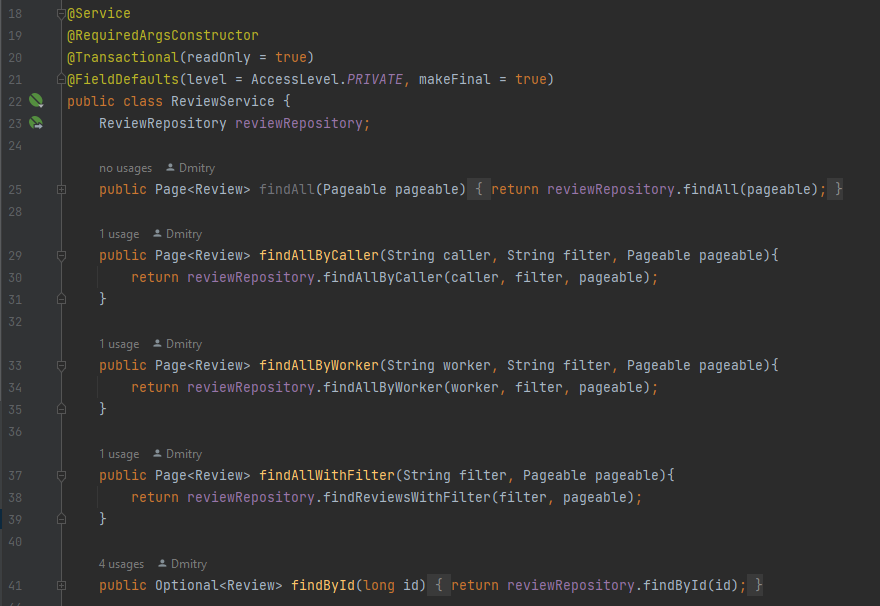 18 @Service
19 @RequiredArgsConstructor
20 @Transactional(readOnly = true)
21 @FieldDefaults(level = AccessLevel.PRIVATE, makeFinal = true)
22 public class ReviewService {
23 ReviewRepository reviewRepository;
24
no usages Dmitry
25 public Page<Review> findAll(Pageable pageable) { return reviewRepository.findAll(pageable); }
28
1 usage Dmitry
29 public Page<Review> findAllByCaller(String caller, String filter, Pageable pageable){
30 return reviewRepository.findAllByCaller(caller, filter, pageable);
31 }
32
1 usage Dmitry
33 public Page<Review> findAllByWorker(String worker, String filter, Pageable pageable){
34 return reviewRepository.findAllByWorker(worker, filter, pageable);
35 }
36
1 usage Dmitry
37 public Page<Review> findAllWithFilter(String filter, Pageable pageable){
38 return reviewRepository.findReviewsWithFilter(filter, pageable);
39 }
40
4 usages Dmitry
41 public Optional<Review> findById(long id) { return reviewRepository.findById(id); }